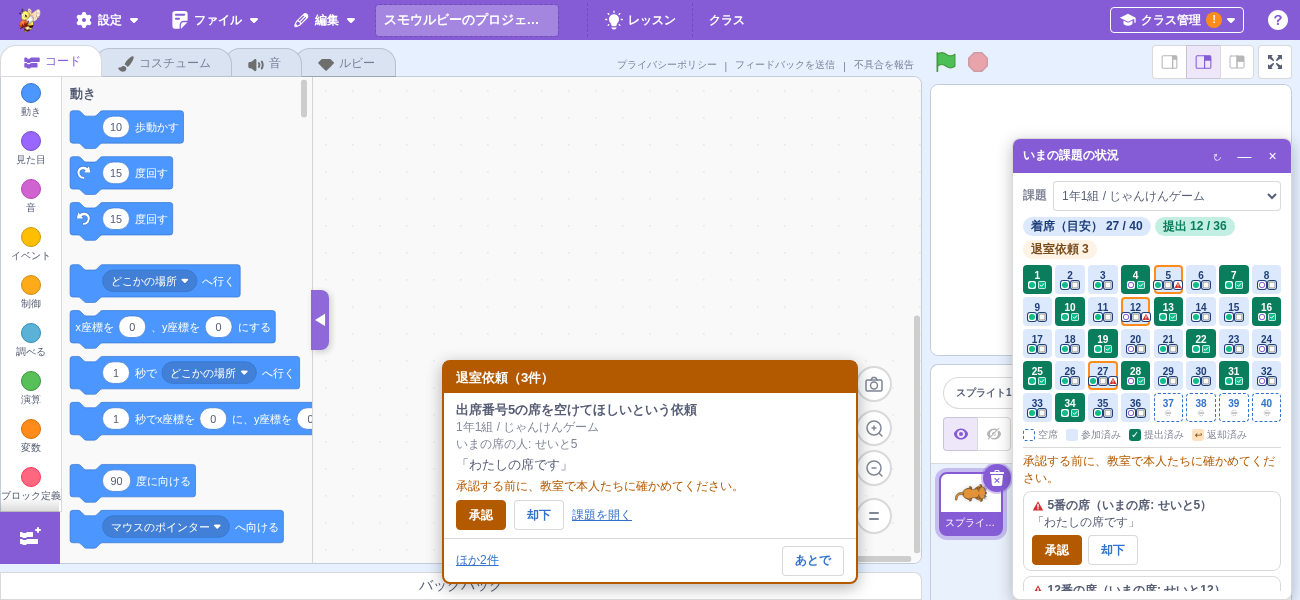 設定
ファイル
編集
スモウルビーのプロジェ…
レッスン
クラス
クラス管理
コード
コスチューム
音
ルビー
プライバシーポリシー | フィードバックを送信 | 不具合を報告
動き
見た目
音
イベント
制御
調べる
演算
変数
ブロック定義
動き
10 歩動かす
15 度回す
15 度回す
どこかの場所 へ行く
x座標を 0 、y座標を 0 にする
1 秒で どこかの場所 へ行く
1 秒でx座標を 0 に、y座標を 0
90 度に向ける
マウスのポインター へ向ける
バックパック
退室依頼（3件）
出席番号5の席を空けてほしいという依頼
1年1組 / じゃんけんゲーム
いまの席の人: せいと5
「わたしの席です」
承認する前に、教室で本人たちに確かめてください。
承認 却下 課題を開く
ほか2件 あとで
スプライト1
スプライ…
いまの課題の状況
課題 1年1組 / じゃんけんゲーム
着席（目安） 27 / 40 提出 12 / 36
退室依頼 3
1 2 3 4 5 6 7 8
9 10 11 12 13 14 15 16
17 18 19 20 21 22 23 24
25 26 27 28 29 30 31 32
33 34 35 36 37 38 39 40
空席 参加済み 提出済み 返却済み
承認する前に、教室で本人たちに確かめてくだ
さい。
5番の席（いまの席: せいと5）
「わたしの席です」
承認 却下
12番の席（いまの席: せいと12）